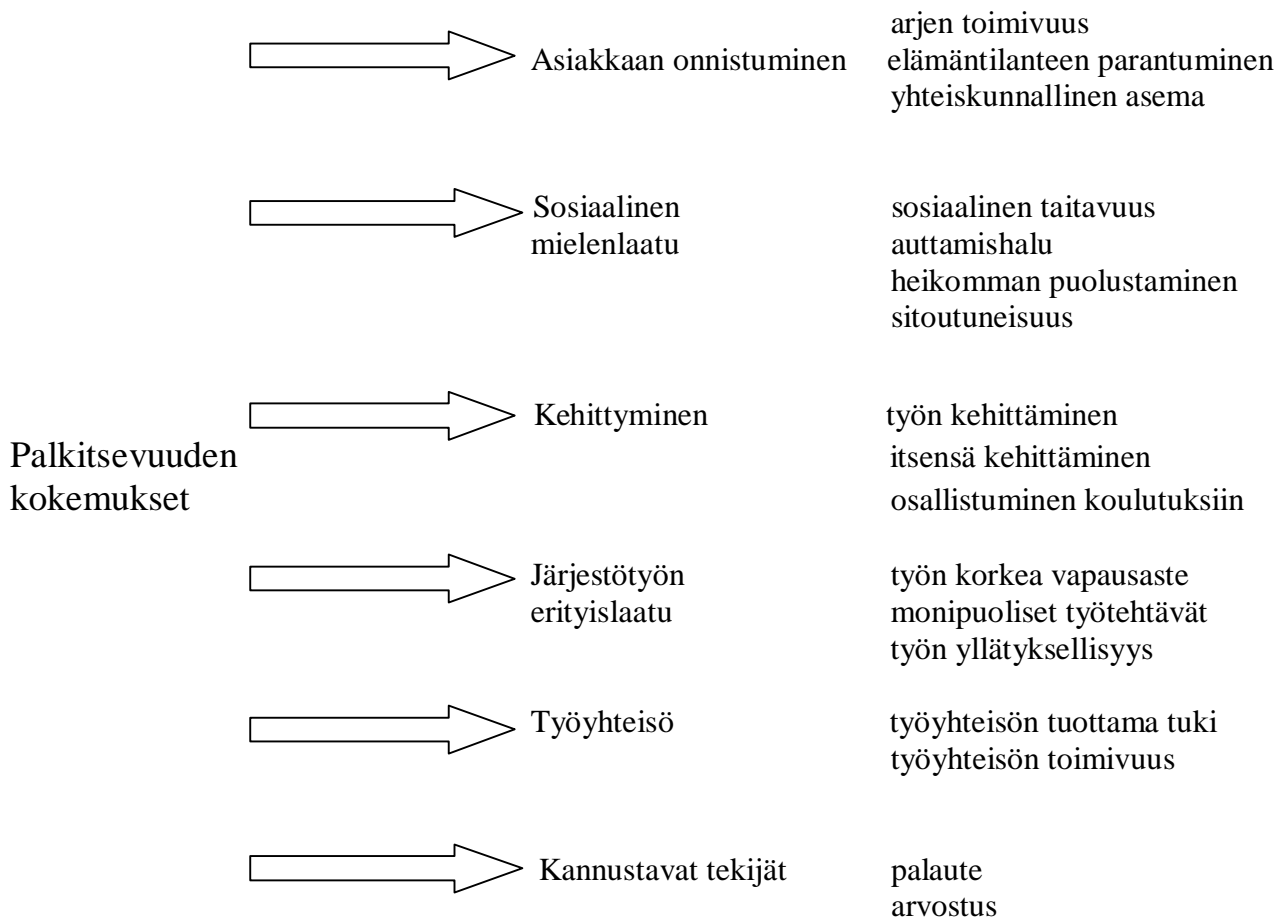 arjen toimivuus
Asiakkaan onnistuminen elämäntilanteen parantuminen
yhteiskunnallinen asema
Sosiaalinen sosiaalinen taitavuus
mielenlaatu auttamishalu
heikomman puolustaminen
sitoutuneisuus
Kehittyminen työn kehittäminen
Palkitsevuuden itsensä kehittäminen
kokemukset osallistuminen koulutuksiin
Järjestötyön työn korkea vapausaste
erityislaatu monipuoliset työtehtävät
työn yllätyksellisyys
Työyhteisö työyhteisön tuottama tuki
työyhteisön toimivuus
Kannustavat tekijät palaute
arvostus